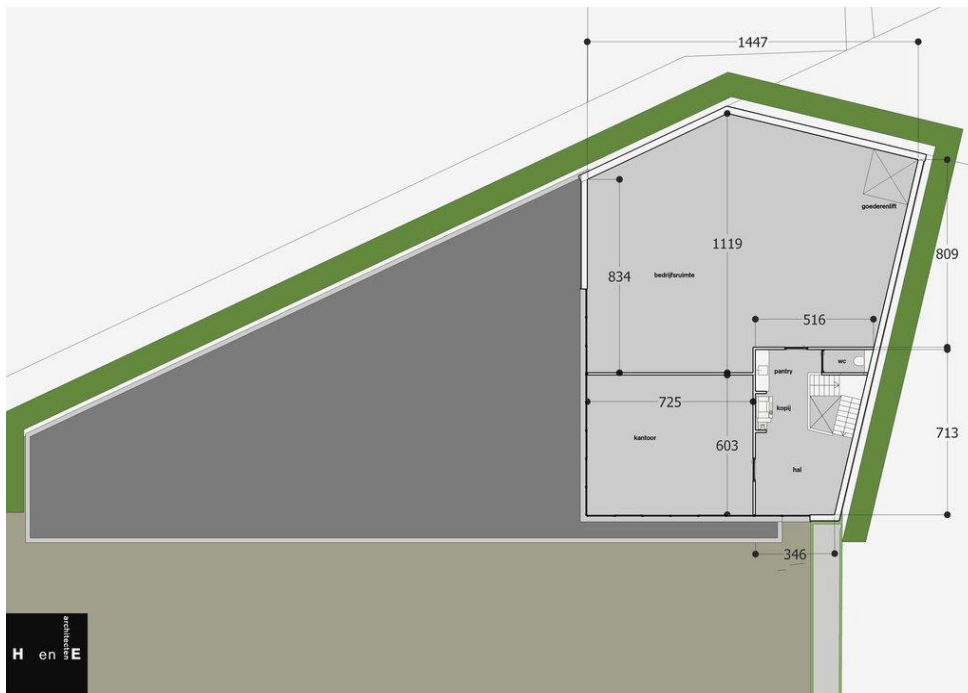 1447
goederenlift
1119
809
834
bedrijfsruimte
516
wc
pantry
725
kopij
713
kantoor
603
hal
346
architecten
H en E